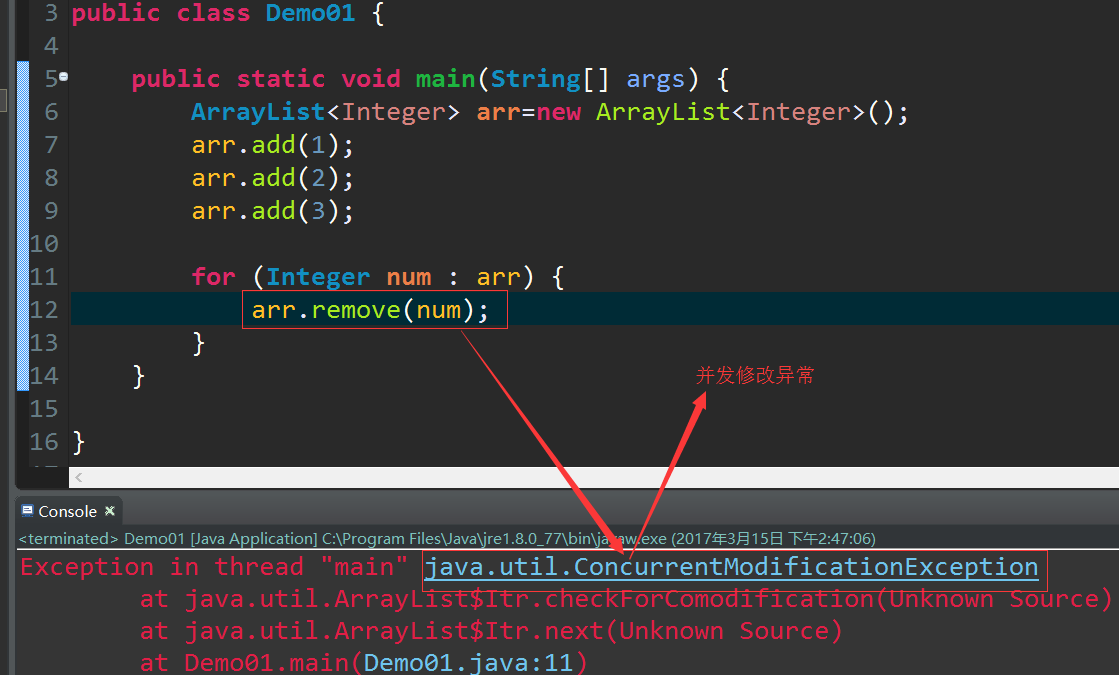 3 public class Demo01 {
4
5 public static void main(String[] args) {
6 ArrayList<Integer> arr=new ArrayList<Integer>();
7 arr.add(1);
8 arr.add(2);
9 arr.add(3);
10
11 for (Integer num : arr) {
12 arr.remove(num);
13 }
14 }
并发修改异常
15
16 }
Console
<terminated> Demo01 [Java Application] C:\Program Files\Java\jre1.8.0_77\bin\javaw.exe (2017年3月15日 下午2:47:06)
Exception in thread "main" java.util.ConcurrentModificationException
at java.util.ArrayList$Itr.checkForComodification(Unknown Source)
at java.util.ArrayList$Itr.next(Unknown Source)
at Demo01.main(Demo01.java:11)